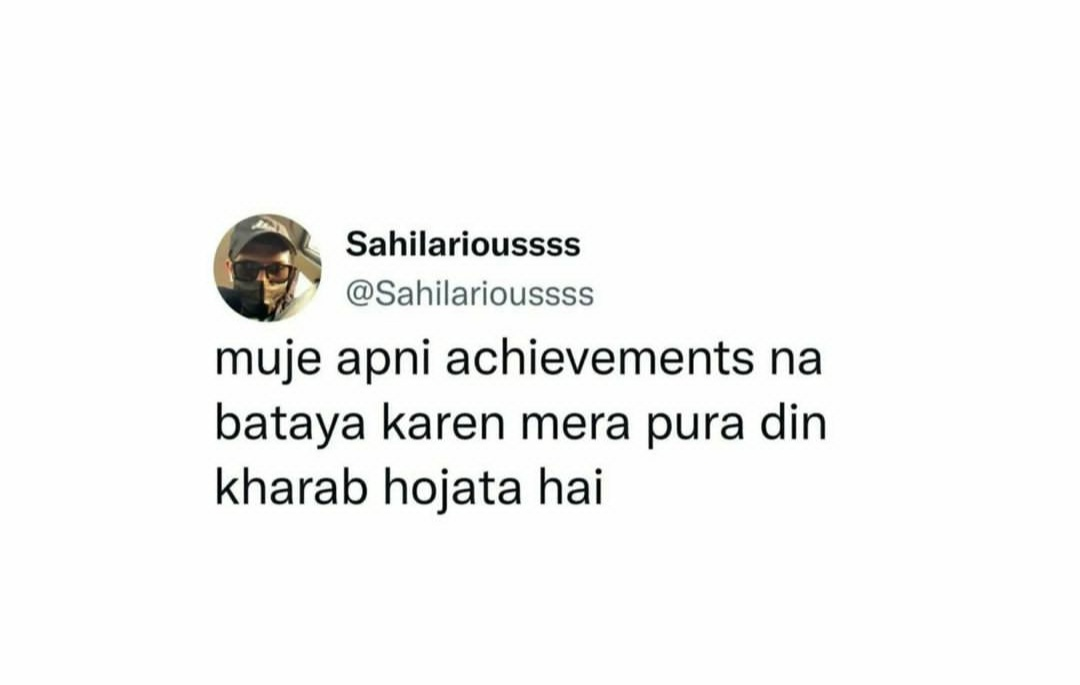 Sahilarioussss
@Sahilarioussss
muje apni achievements na
bataya karen mera pura din
kharab hojata hai